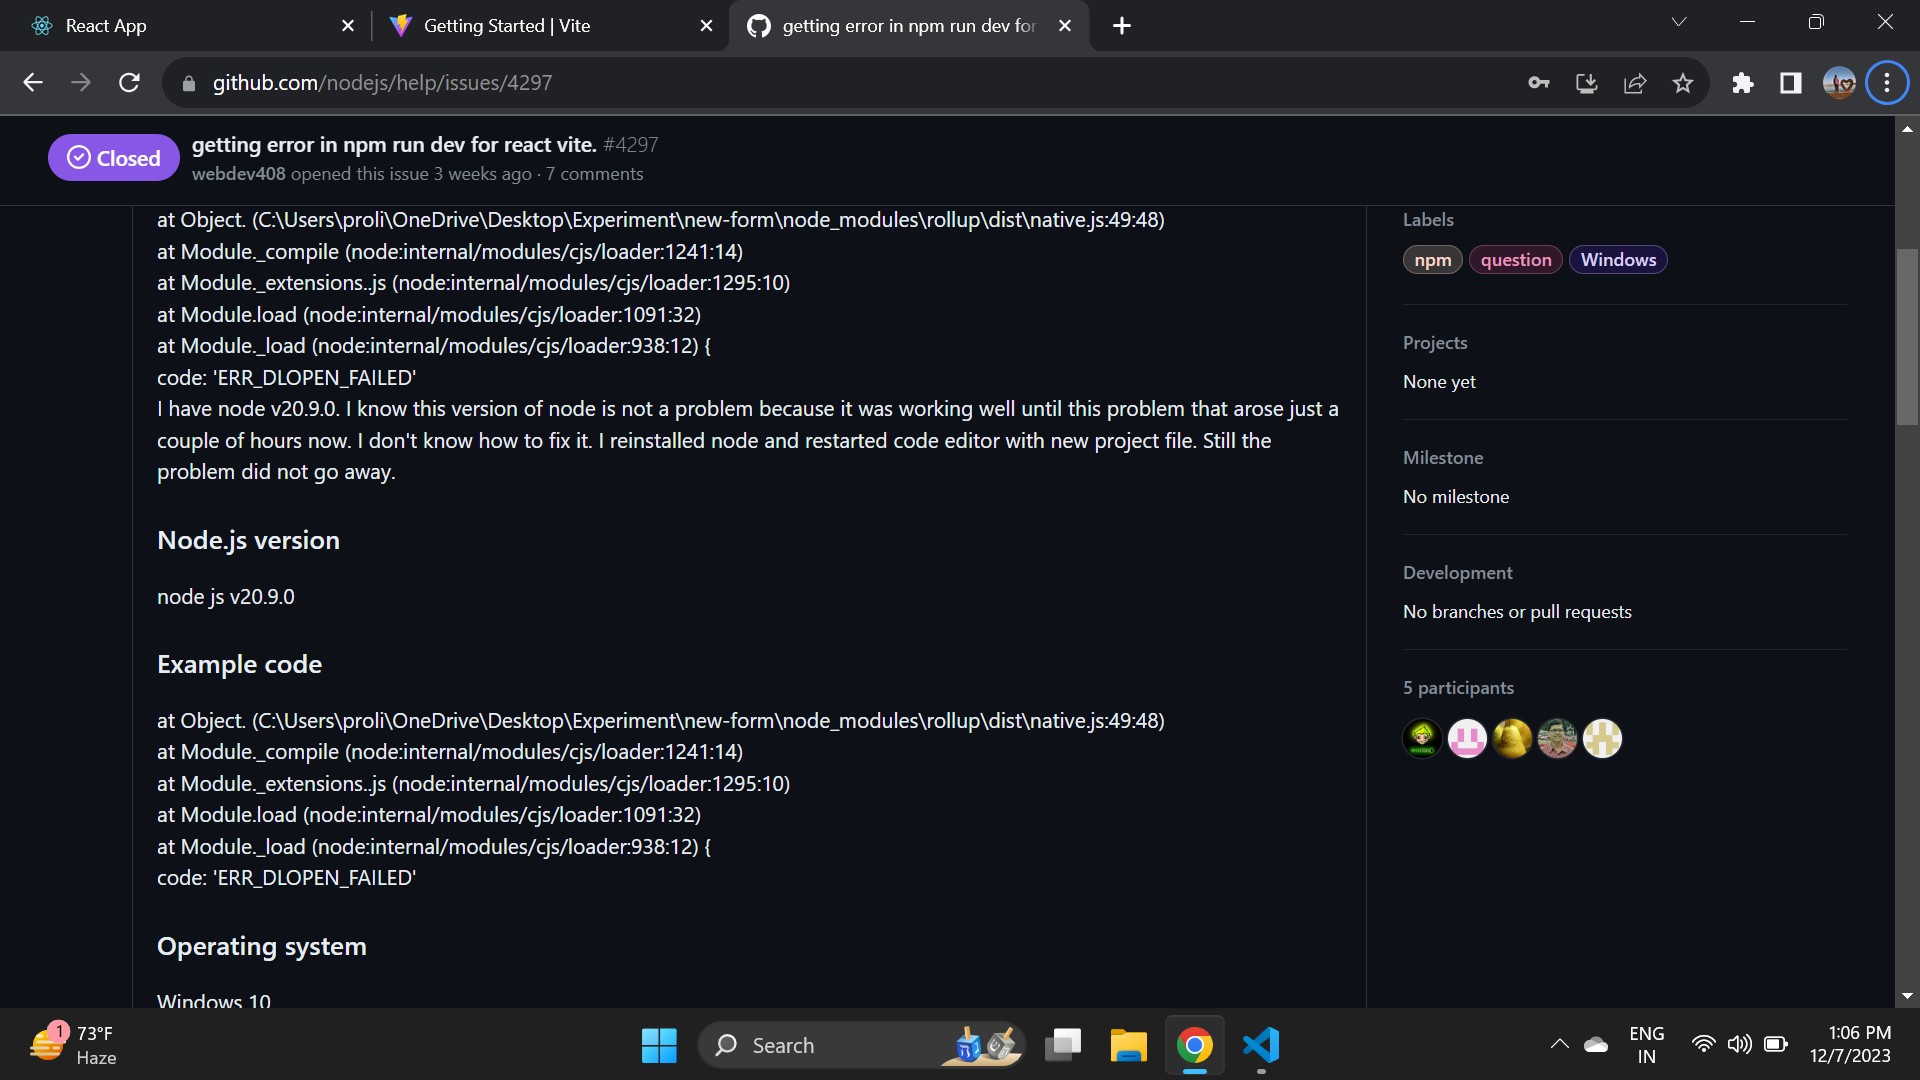 React App
Getting Started | Vite
getting error in npm run dev for
github.com/nodejs/help/issues/4297
Closed
getting error in npm run dev for react vite. #4297
webdev408 opened this issue 3 weeks ago · 7 comments
at Object. (C:\Users\proli\OneDrive\Desktop\Experiment\new-form\node_modules\rollup\dist\native.js:49:48)
at Module._compile (node:internal/modules/cjs/loader:1241:14)
at Module._extensions..js (node:internal/modules/cjs/loader:1295:10)
at Module.load (node:internal/modules/cjs/loader:1091:32)
at Module._load (node:internal/modules/cjs/loader:938:12) {
code: 'ERR_DLOPEN_FAILED'
I have node v20.9.0. I know this version of node is not a problem because it was working well until this problem that arose just a
couple of hours now. I don't know how to fix it. I reinstalled node and restarted code editor with new project file. Still the
problem did not go away.
Node.js version
node js v20.9.0
Example code
at Object. (C:\Users\proli\OneDrive\Desktop\Experiment\new-form\node_modules\rollup\dist\native.js:49:48)
at Module._compile (node:internal/modules/cjs/loader:1241:14)
at Module._extensions..js (node:internal/modules/cjs/loader:1295:10)
at Module.load (node:internal/modules/cjs/loader:1091:32)
at Module._load (node:internal/modules/cjs/loader:938:12) {
code: 'ERR_DLOPEN_FAILED'
Operating system
Windows 10
Labels
npm question Windows
Projects
None yet
Milestone
No milestone
Development
No branches or pull requests
5 participants
1
73°F
Haze
Search
ENG
IN
1:06 PM
12/7/2023